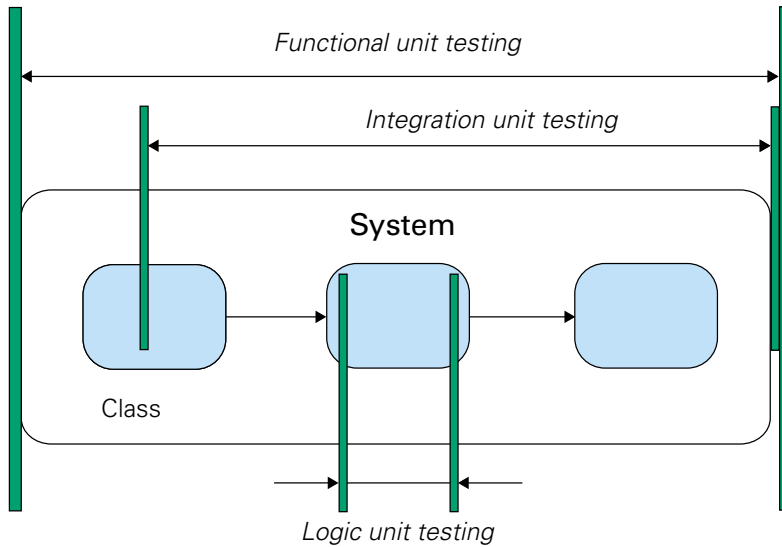 Functional unit testing
Integration unit testing
System
Class
Logic unit testing